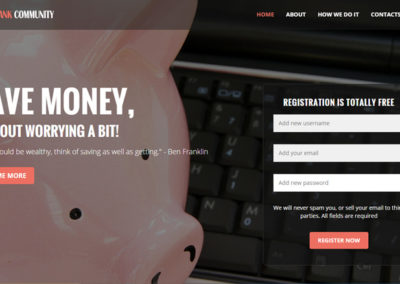 ANK COMMUNITY
HOME ABOUT HOW WE DO IT CONTACTS
AVE MONEY,
OUT WORRYING A BIT!
ould be wealthy, think of saving as well as getting." - Ben Franklin
ME MORE
REGISTRATION IS TOTALLY FREE
Add new username
Add your email
Add new password
We will never spam you, or sell your email to thir
parties. All fields are required
REGISTER NOW